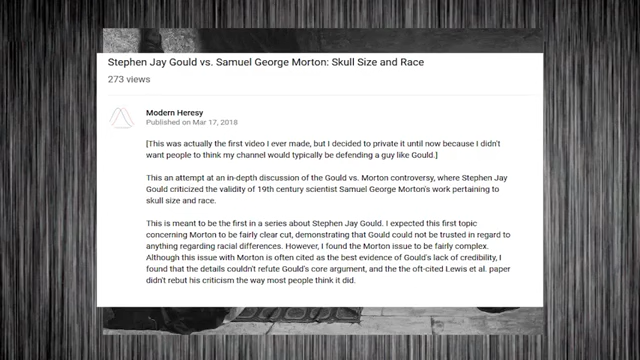 Stephen Jay Gould vs. Samuel George Morton: Skull Size and Race
273 views
Modern Heresy
Published on Mar 17, 2018
[This was actually the first video I ever made, but I decided to private it until now because I didn't
want people to think my channel would typically be defending a guy like Gould.]
This an attempt at an in-depth discussion of the Gould vs. Morton controversy, where Stephen Jay
Gould criticized the validity of 19th century scientist Samuel George Morton's work pertaining to
skull size and race.
This is meant to be the first in a series about Stephen Jay Gould. I expected this first topic
concerning Morton to be fairly clear cut, demonstrating that Gould could not be trusted in regard to
anything regarding racial differences. However, I found the Morton issue to be fairly complex.
Although this issue with Morton is often cited as the best evidence of Gould's lack of credibility, I
found that the details couldn't refute Gould's core argument, and the the oft-cited Lewis et al. paper
didn't rebut his criticism the way most people think it did.